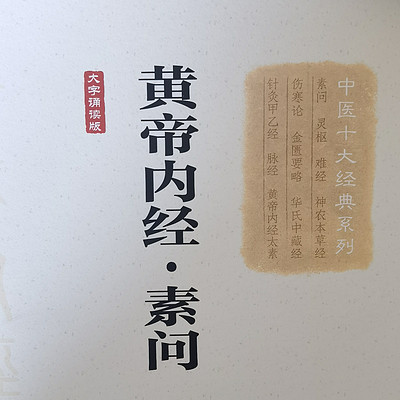 中医十大经典系列
素问 灵枢 难经 神农本草经
伤寒论 金匮要略 华氏中藏经
针灸甲乙经 脉经 黄帝内经太素
黄帝内经·素问
大字诵读版